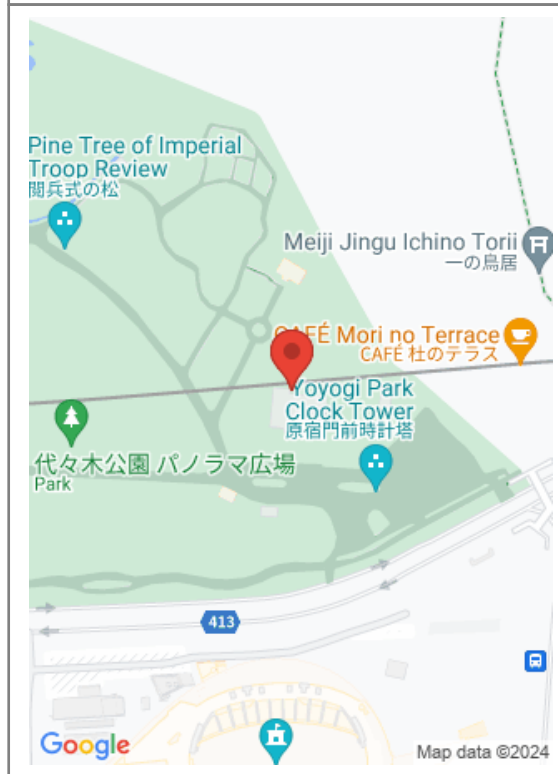 Pine Tree of Imperial
Troop Review
閲兵式の松
Meiji Jingu Ichino Torii
一の鳥居
CAFÉ Mori no Terrace
CAFÉ 杜のテラス
Yoyogi Park
Clock Tower
原宿門前時計塔
代々木公園 パノラマ広場
Park
413
Google
Map data ©2024